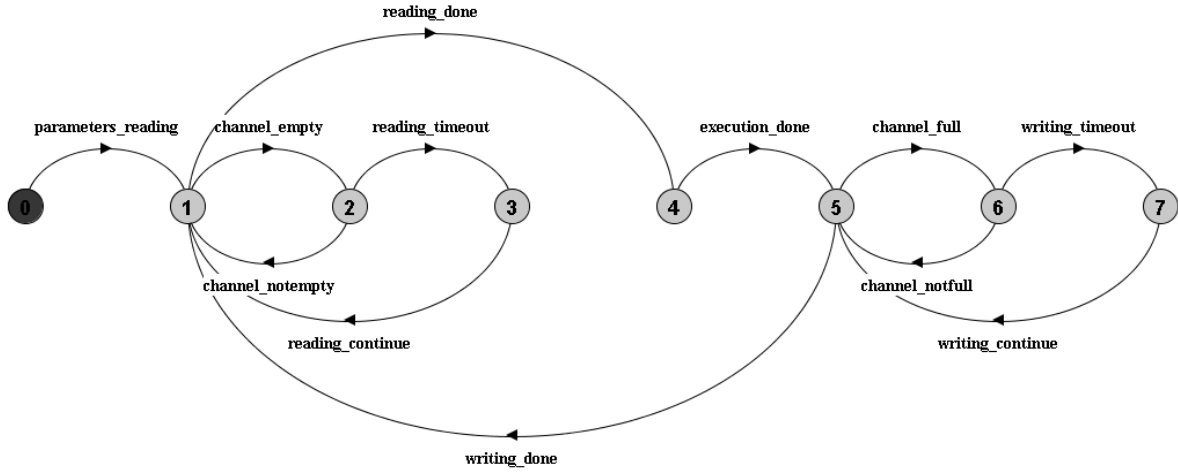 reading_done
parameters_reading channel_empty reading_timeout execution_done channel_full writing_timeout
0 1 2 3 4 5 6 7
channel_notempty channel_notfull
reading_continue writing_continue
writing_done